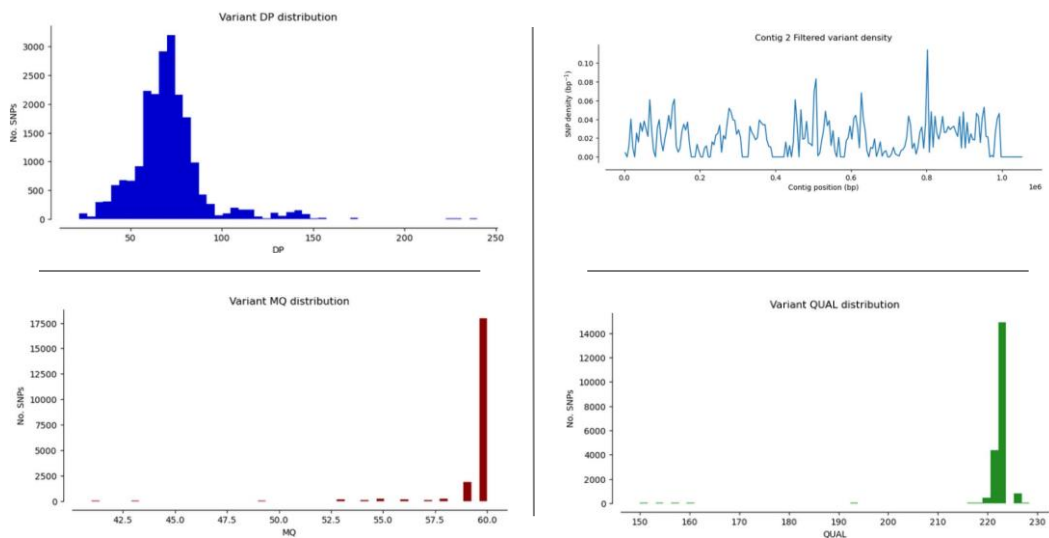 Variant DP distribution
No. SNPs
3000
2500
2000
1500
1000
500
0
50 100 150 200 250
DP
Contig 2 Filtered variant density
SNP density (bp⁻¹)
0.10
0.08
0.06
0.04
0.02
0.00
0.0 0.2 0.4 0.6 0.8 1.0
1e6
Contig position (bp)
Variant MQ distribution
No. SNPs
17500
15000
12500
10000
7500
5000
2500
0
42.5 45.0 47.5 50.0 52.5 55.0 57.5 60.0
MQ
Variant QUAL distribution
No. SNPs
14000
12000
10000
8000
6000
4000
2000
0
150 160 170 180 190 200 210 220 230
QUAL